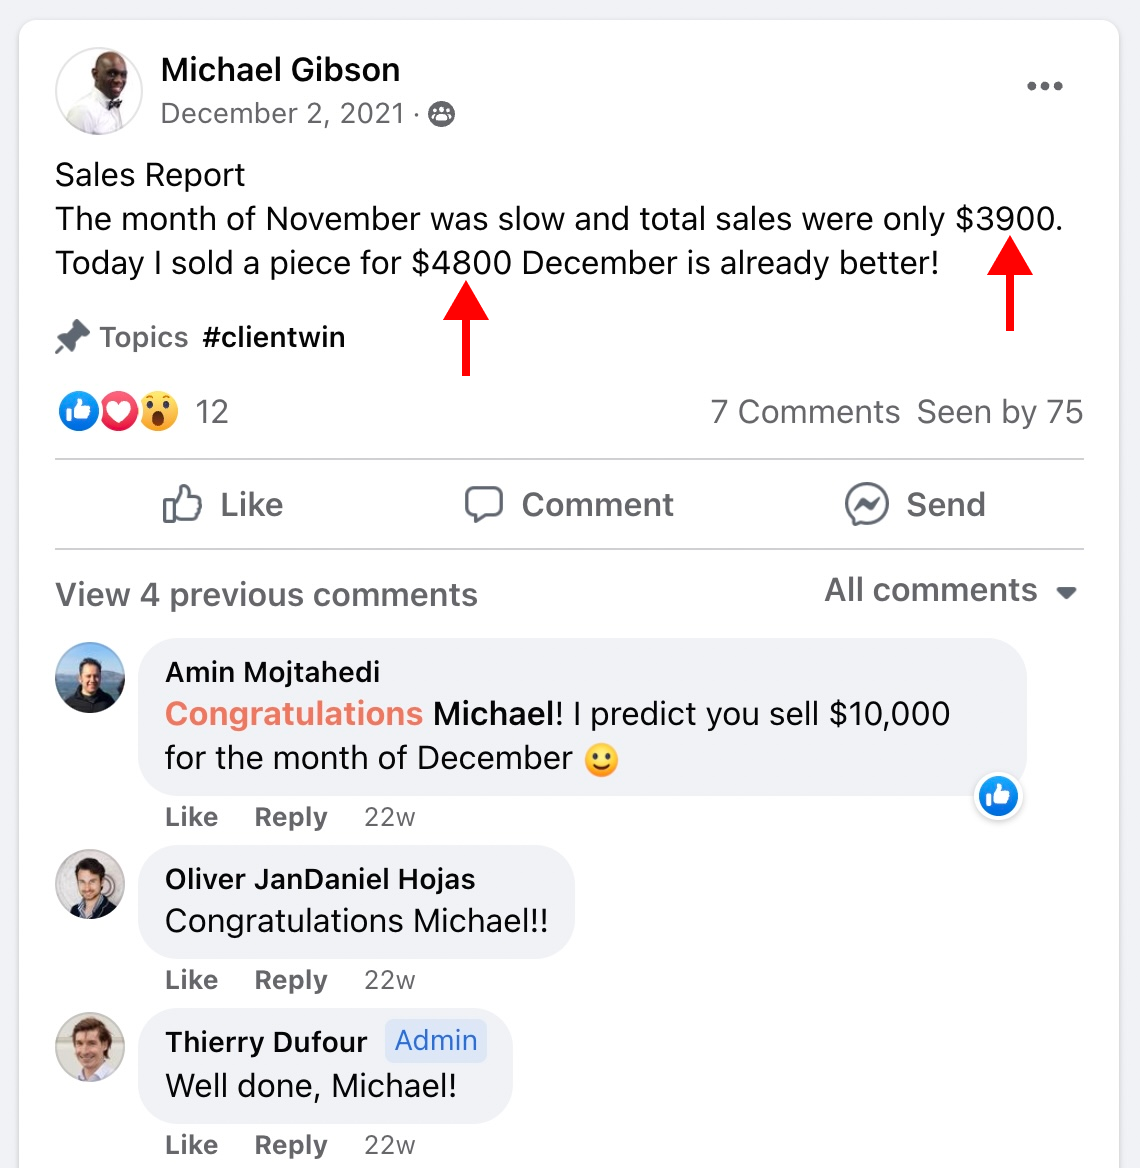 Michael Gibson
December 2, 2021 ·
Sales Report
The month of November was slow and total sales were only $3900.
Today I sold a piece for $4800 December is already better!
Topics #clientwin
12 7 Comments Seen by 75
Like Comment Send
View 4 previous comments All comments
Amin Mojtahedi
Congratulations Michael! I predict you sell $10,000
for the month of December 🙂
Like Reply 22w
Oliver JanDaniel Hojas
Congratulations Michael!!
Like Reply 22w
Thierry Dufour Admin
Well done, Michael!
Like Reply 22w